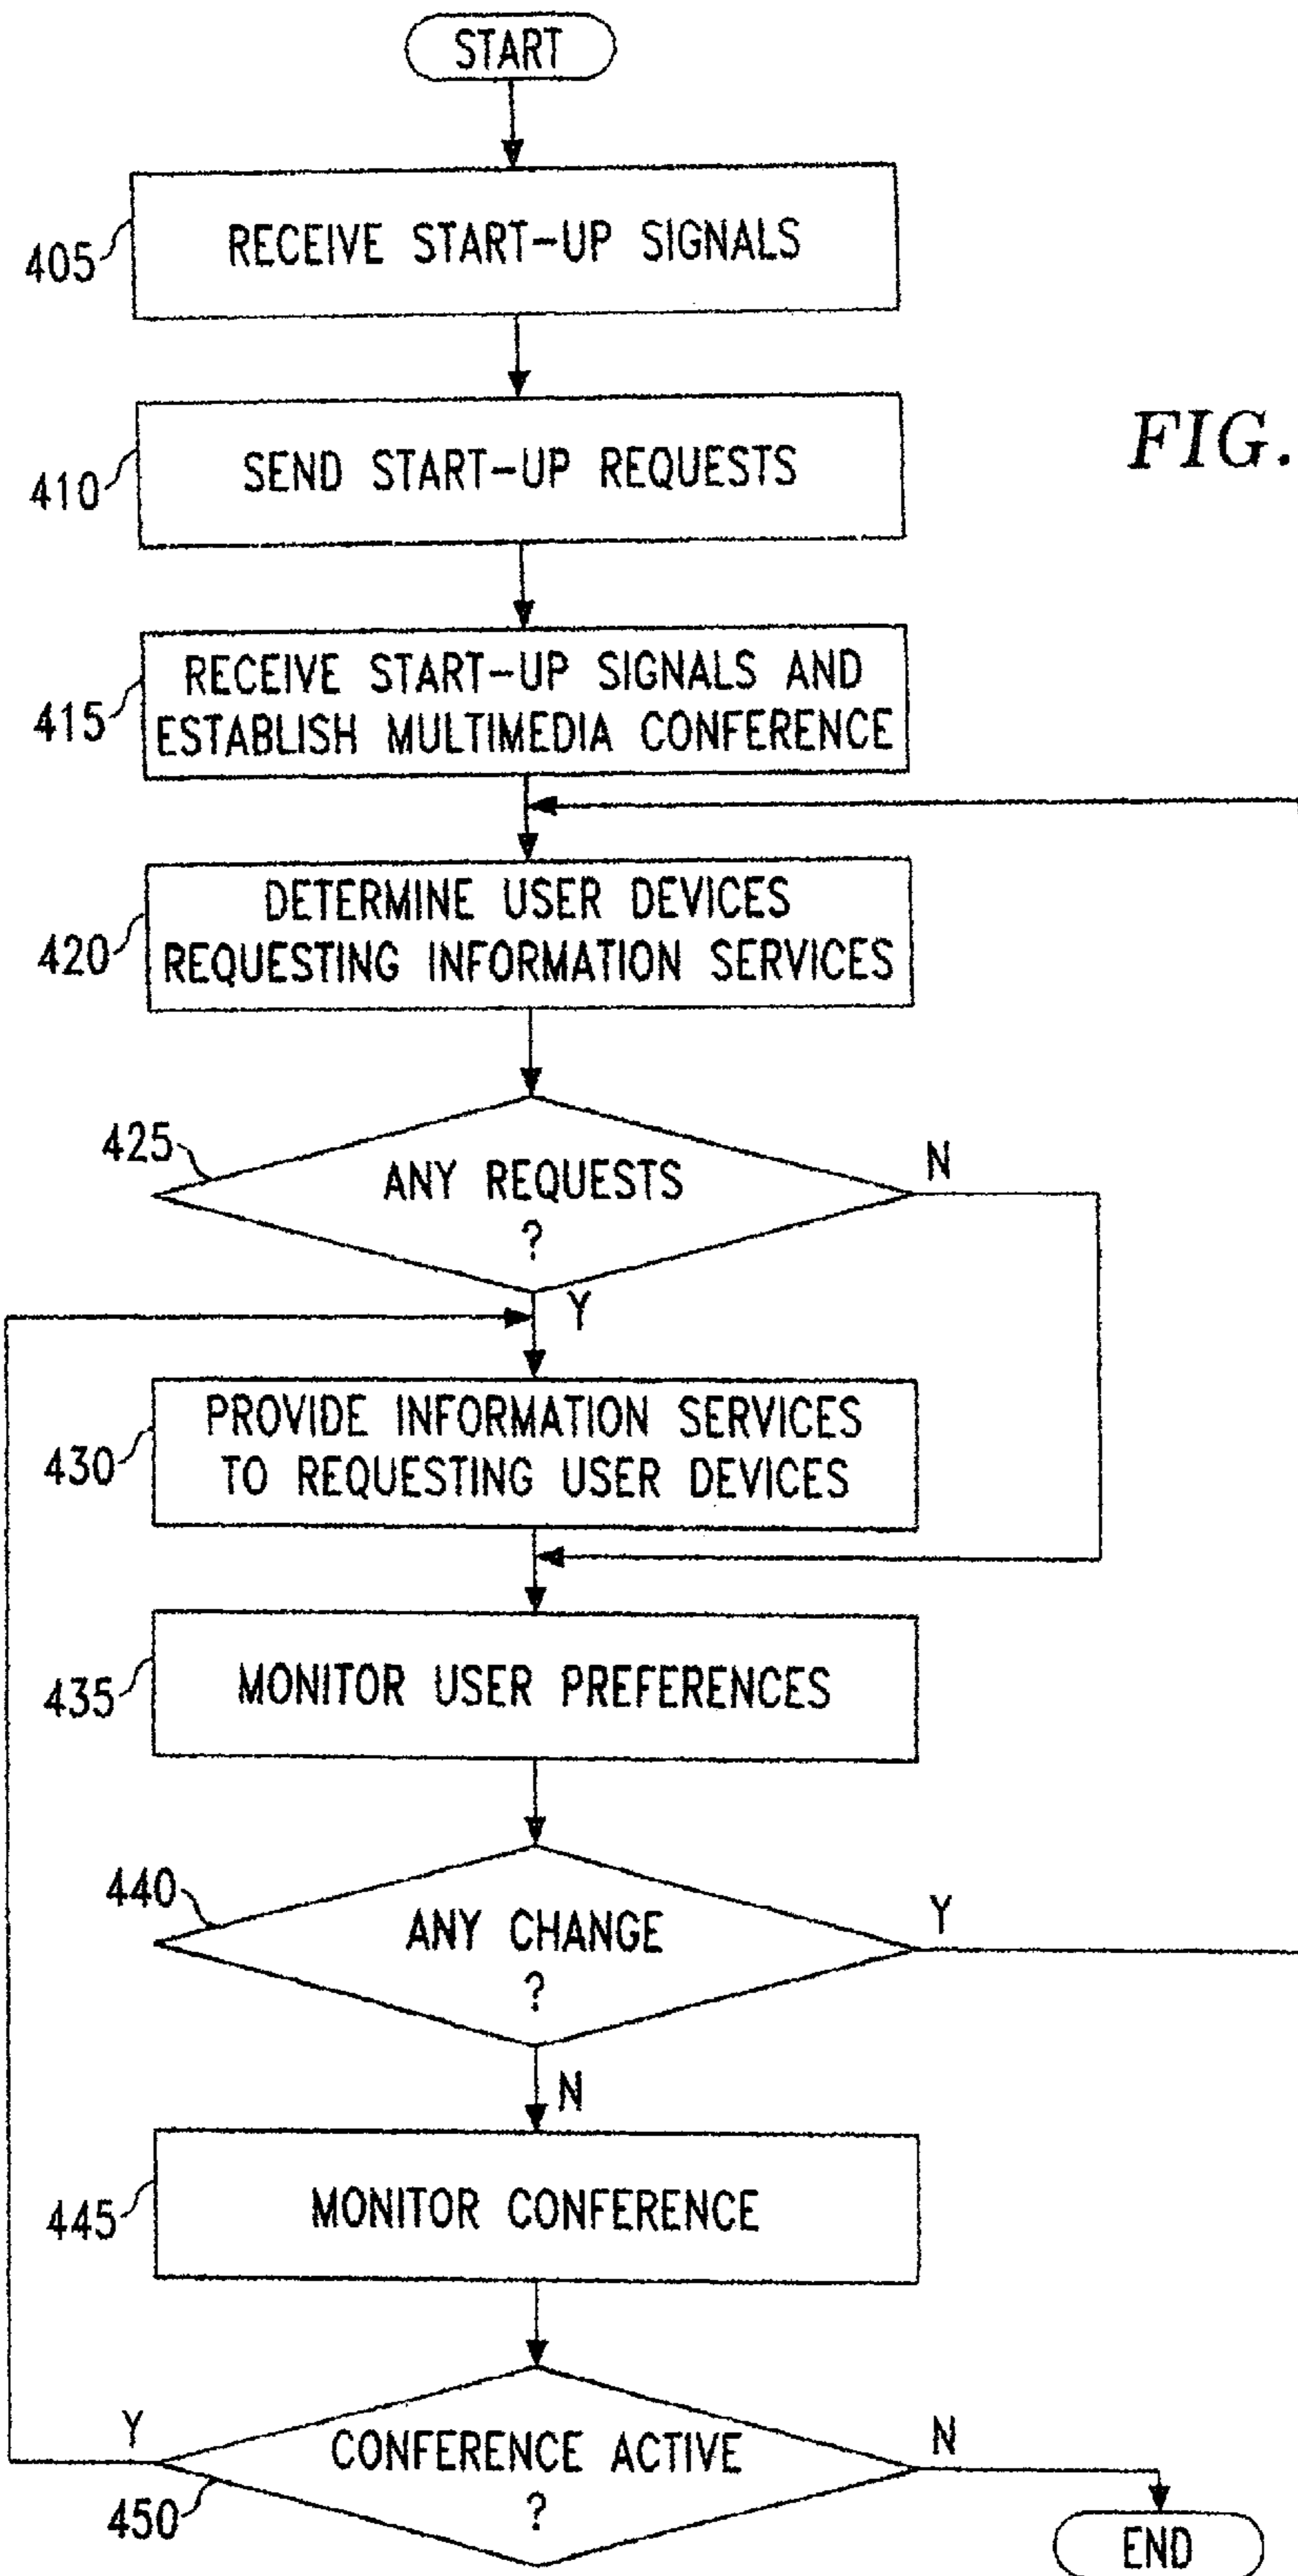 START
405
RECEIVE START-UP SIGNALS
FIG.
410
SEND START-UP REQUESTS
415
RECEIVE START-UP SIGNALS AND
ESTABLISH MULTIMEDIA CONFERENCE
420
DETERMINE USER DEVICES
REQUESTING INFORMATION SERVICES
425
ANY REQUESTS
?
N
Y
430
PROVIDE INFORMATION SERVICES
TO REQUESTING USER DEVICES
435
MONITOR USER PREFERENCES
440
ANY CHANGE
?
Y
N
445
MONITOR CONFERENCE
Y
CONFERENCE ACTIVE
?
N
450
END